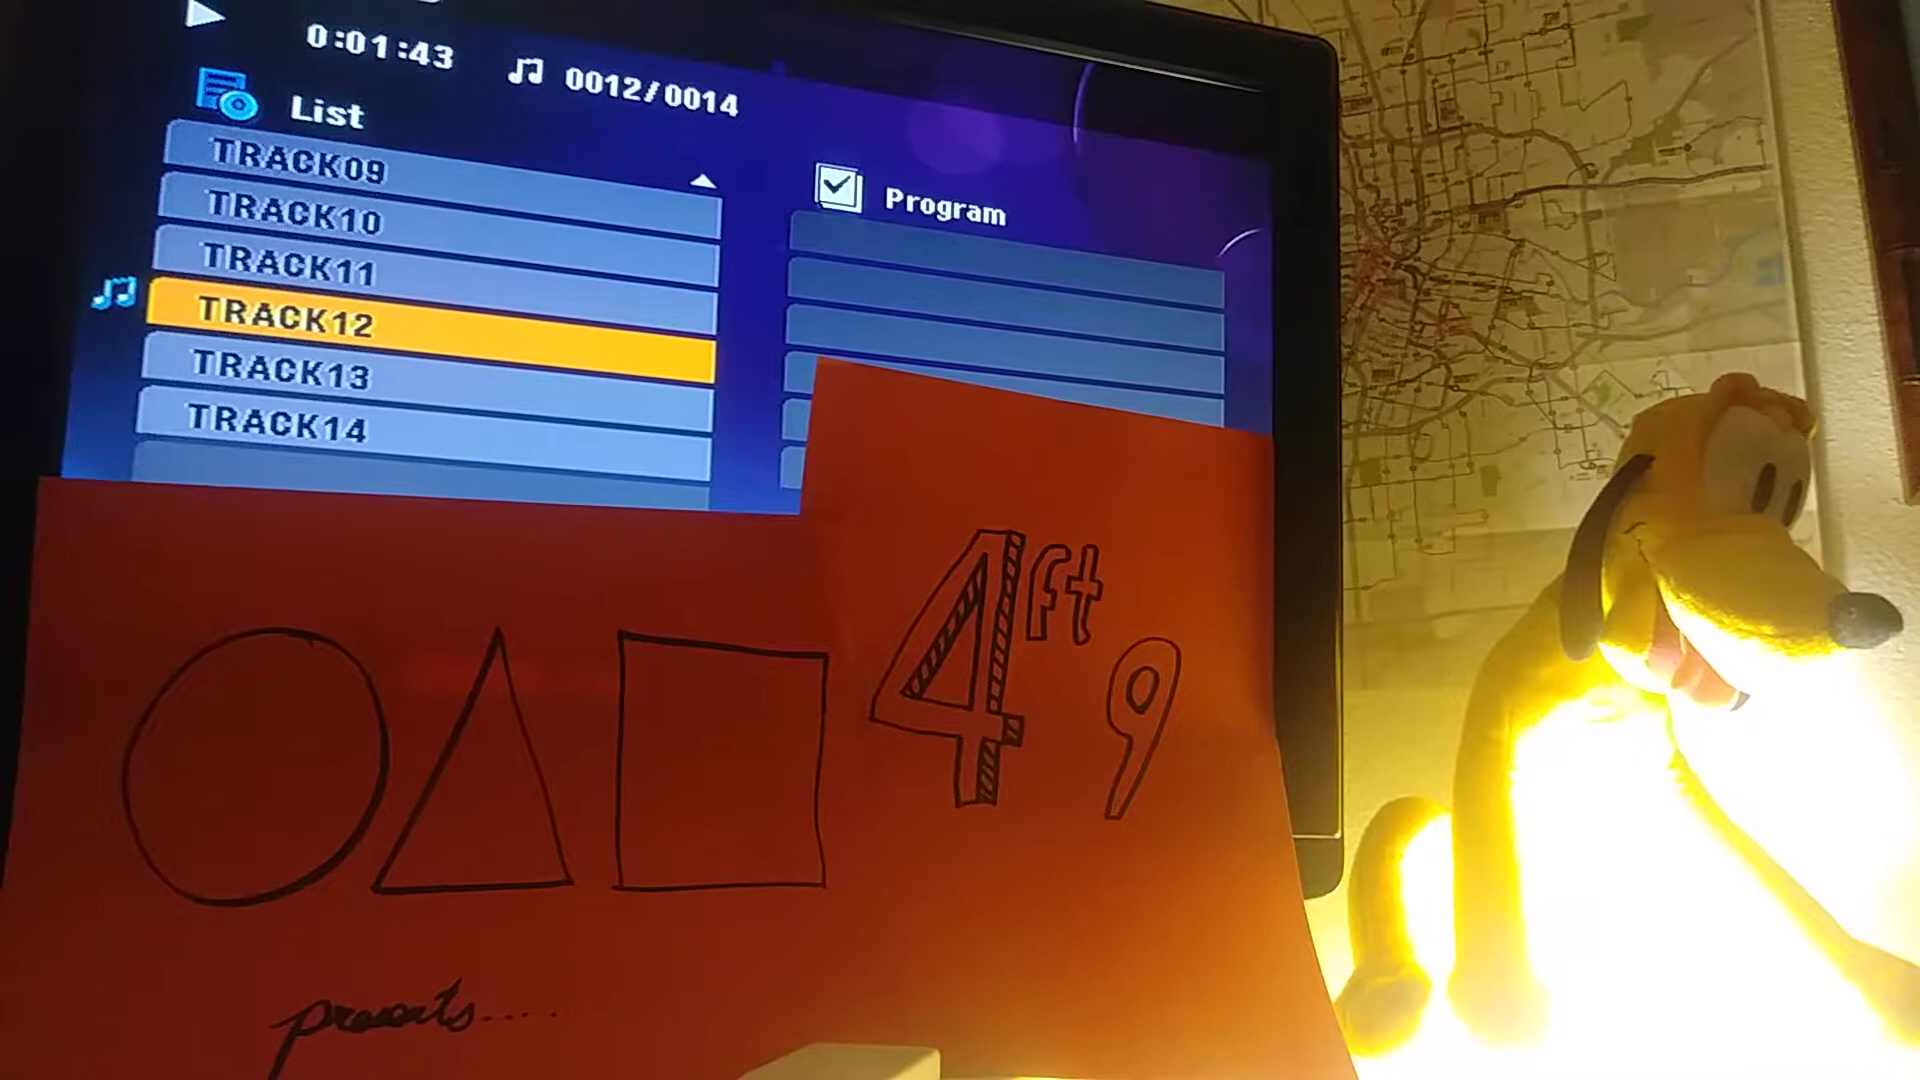 0:01:43
0012/0014
List
TRACK09
TRACK10
TRACK11
TRACK12
TRACK13
TRACK14
Program
4ft
9
presents.....